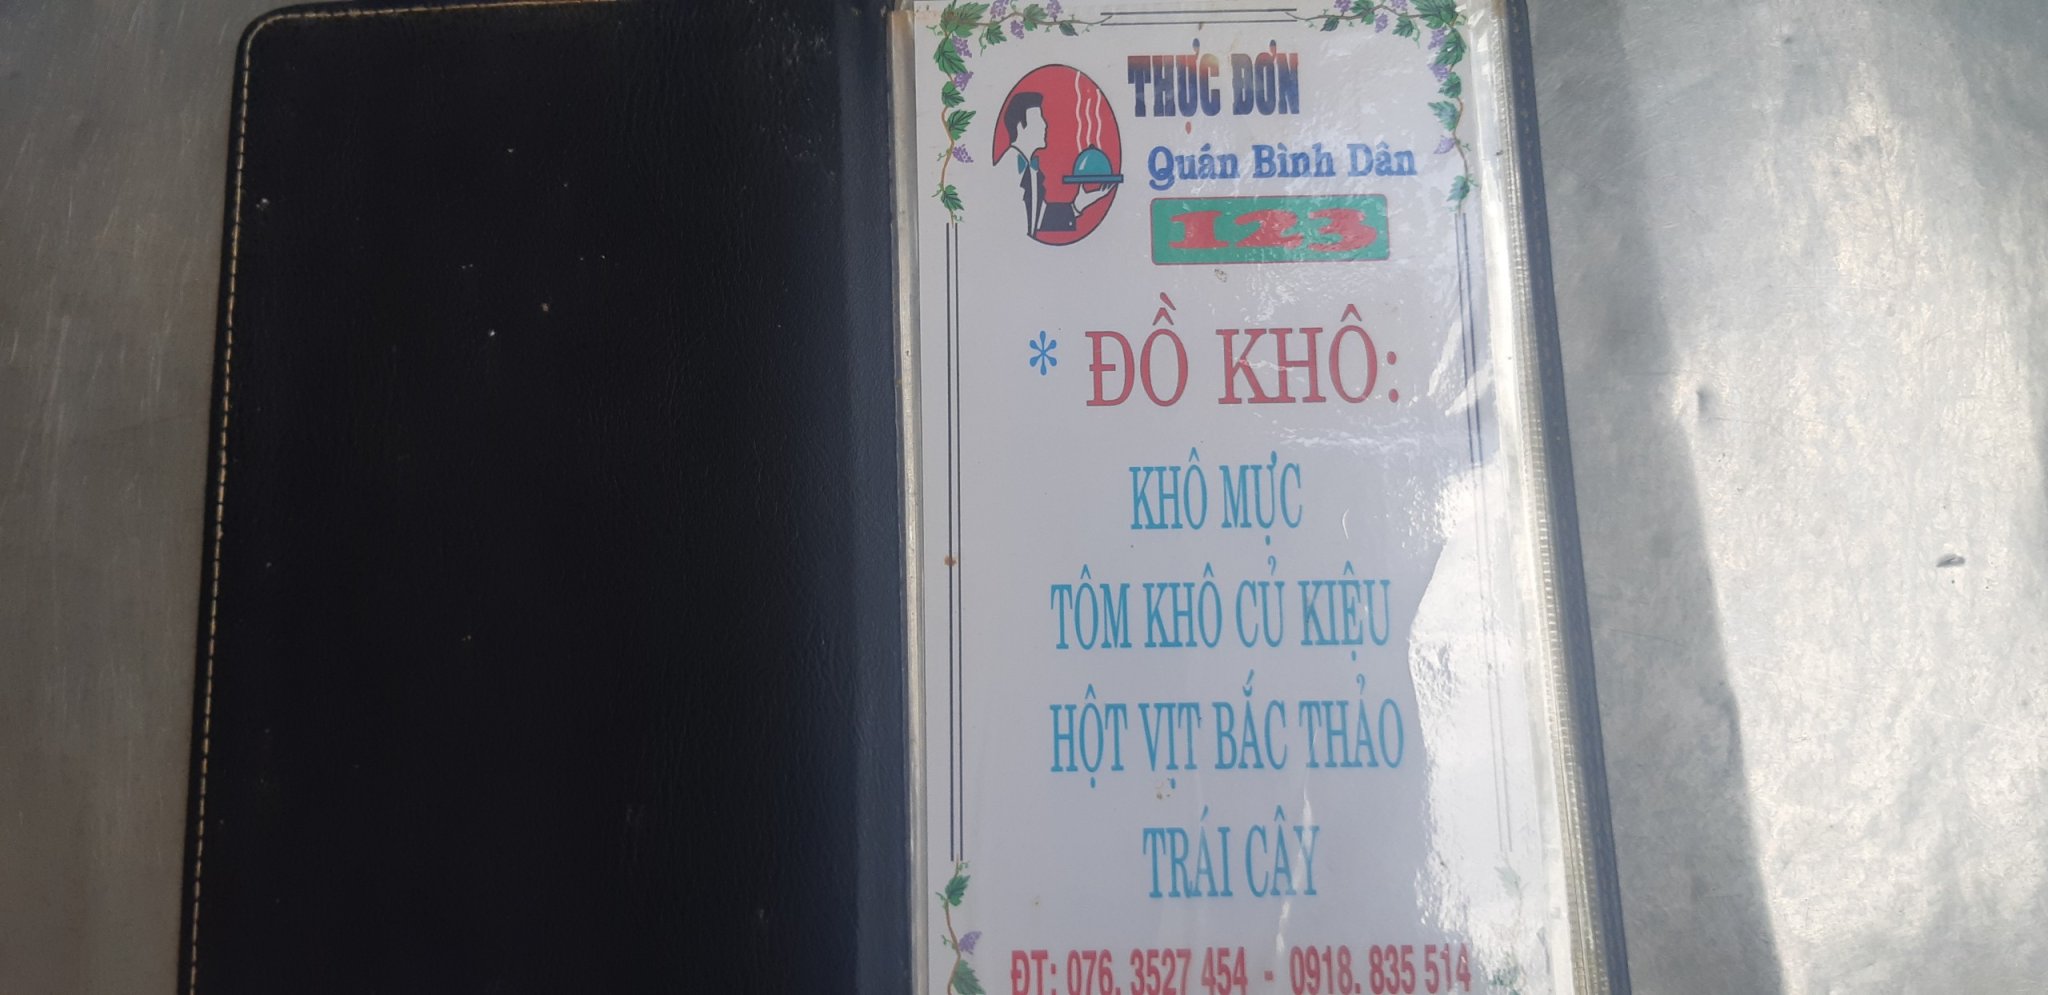 THỰC ĐƠN
Quán Bình Dân
123
* ĐỒ KHÔ:
KHÔ MỰC
TÔM KHÔ CỦ KIỆU
HỘT VỊT BẮC THẢO
TRÁI CÂY
ĐT: 076. 3527 454 - 0918. 835 514